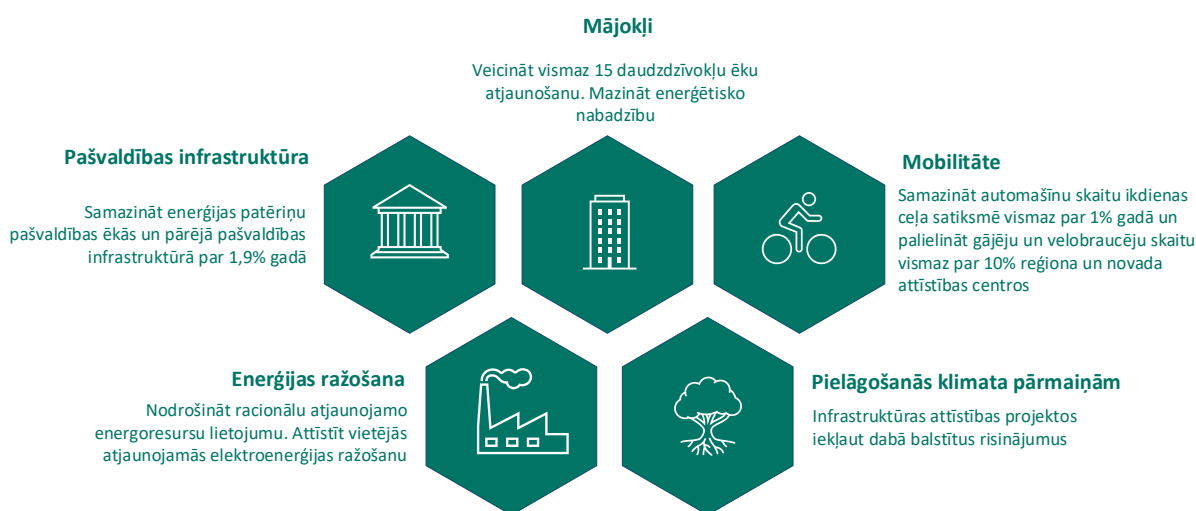 Mājokļi
Veicināt vismaz 15 daudzdzīvokļu ēku
atjaunošanu. Mazināt enerģētisko
nabadzību
Pašvaldības infrastruktūra
Samazināt enerģijas patēriņu
pašvaldības ēkās un pārējā pašvaldības
infrastruktūrā par 1,9% gadā
Mobilitāte
Samazināt automašīnu skaitu ikdienas
ceļa satiksmē vismaz par 1% gadā un
palielināt gājēju un velobraucēju skaitu
vismaz par 10% reģiona un novada
attīstības centros
Enerģijas ražošana
Nodrošināt racionālu atjaunojamo
energoresursu lietojumu. Attīstīt vietējās
atjaunojamās elektroenerģijas ražošanu
Pielāgošanās klimata pārmaiņām
Infrastruktūras attīstības projektos
iekļaut dabā balstītus risinājumus